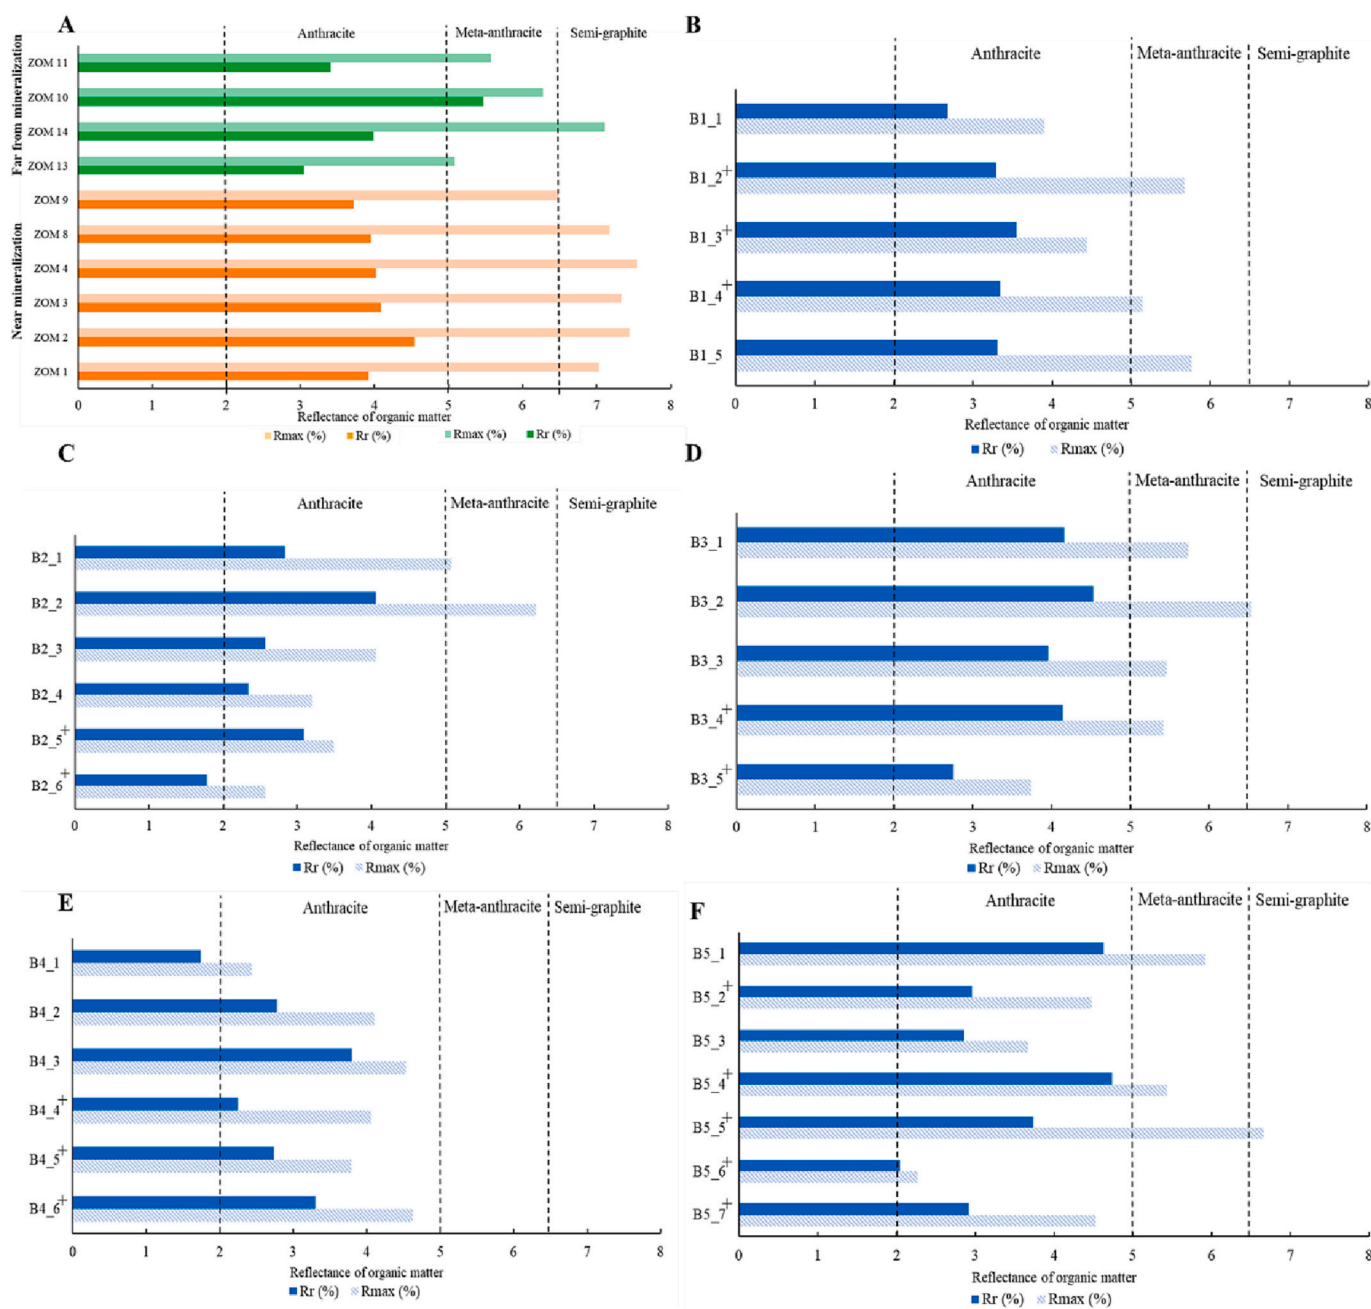 A
Anthracite
Meta-anthracite
Semi-graphite
Far from mineralization
Near mineralization
ZOM 11
ZOM 10
ZOM 14
ZOM 13
ZOM 9
ZOM 8
ZOM 4
ZOM 3
ZOM 2
ZOM 1
0 1 2 3 4 5 6 7 8
Reflectance of organic matter
Rmax (%) Rr (%) Rmax (%) Rr (%)
B
Anthracite
Meta-anthracite
Semi-graphite
B1_1
B1_2+
B1_3+
B1_4+
B1_5
0 1 2 3 4 5 6 7 8
Reflectance of organic matter
Rr (%) Rmax (%)
C
Anthracite
Meta-anthracite
Semi-graphite
B2_1
B2_2
B2_3
B2_4
B2_5+
B2_6+
0 1 2 3 4 5 6 7 8
Reflectance of organic matter
Rr (%) Rmax (%)
D
Anthracite
Meta-anthracite
Semi-graphite
B3_1
B3_2
B3_3
B3_4+
B3_5+
0 1 2 3 4 5 6 7 8
Reflectance of organic matter
Rr (%) Rmax (%)
E
Anthracite
Meta-anthracite
Semi-graphite
B4_1
B4_2
B4_3
B4_4+
B4_5+
B4_6+
0 1 2 3 4 5 6 7 8
Reflectance of organic matter
Rr (%) Rmax (%)
F
Anthracite
Meta-anthracite
Semi-graphite
B5_1
B5_2+
B5_3
B5_4+
B5_5+
B5_6+
B5_7+
0 1 2 3 4 5 6 7 8
Reflectance of organic matter
Rr (%) Rmax (%)